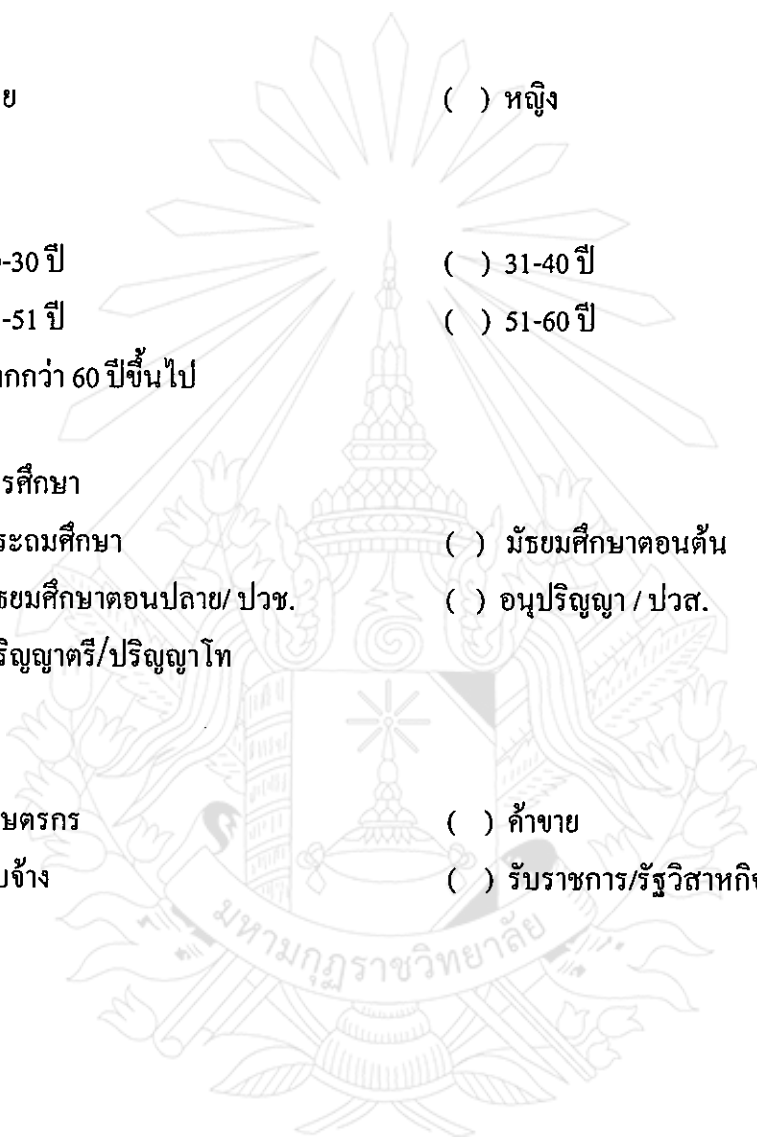 ย ( ) หญิง
-30 ปี ( ) 31-40 ปี
-51 ปี ( ) 51-60 ปี
กกว่า 60 ปีขึ้นไป
รศึกษา
ระถมศึกษา ( ) มัธยมศึกษาตอนต้น
ธยมศึกษาตอนปลาย/ ปวช. ( ) อนุปริญญา / ปวส.
ริญญาตรี/ปริญญาโท
ษตรกร ( ) ค้าขาย
บจ้าง ( ) รับราชการ/รัฐวิสาหกิ
มหามกุฏราชวิทยาลัย